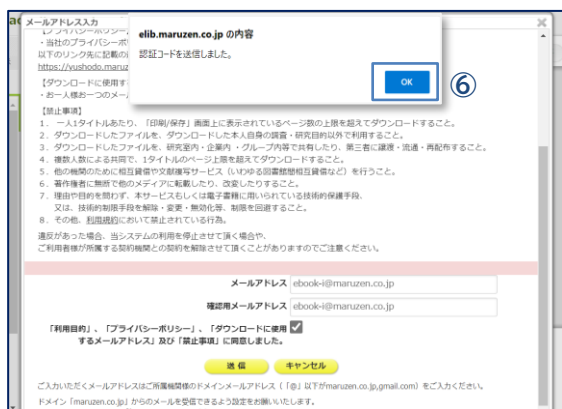 メールアドレス入力
elib.maruzen.co.jp の内容
認証コードを送信しました。
OK
⑥
・当社のプライバシーポ
以下のリンク先に記載の
https://yushodo.maruz
【ダウンロードに使用す
・お一人様お一つのメー
【禁止事項】
1. 一人1タイトルあたり、「印刷/保存」画面上に表示されているページ数の上限を超えてダウンロードすること。
2. ダウンロードしたファイルを、ダウンロードした本人自身の調査・研究目的以外で利用すること。
3. ダウンロードしたファイルを、研究室内・企業内・グループ内等で共有したり、第三者に譲渡・流通・再配布すること。
4. 複数人数による共同で、1タイトルのページ上限を超えてダウンロードすること。
5. 他の機関のために相互貸借や文献複写サービス（いわゆる図書館間相互貸借など）を行うこと。
6. 著作権者に無断で他のメディアに転載したり、改変したりすること。
7. 理由や目的を問わず、本サービスもしくは電子書籍に用いられている技術的保護手段、
又は、技術的制限手段を解除・変更・無効化等、制限を回避すること。
8. その他、利用規約において禁止されている行為。
違反があった場合、当システムの利用を停止させて頂く場合や、
ご利用者様が所属する契約機関との契約を解除させて頂くことがありますのでご注意ください。
メールアドレス ebook-i@maruzen.co.jp
確認用メールアドレス ebook-i@maruzen.co.jp
「利用目的」、「プライバシーポリシー」、「ダウンロードに使用
するメールアドレス」及び「禁止事項」に同意しました。
送信 キャンセル
ご入力いただくメールアドレスはご所属機関様のドメインメールアドレス（「@」以下がmaruzen.co.jp,gmail.com）をご入力ください。
ドメイン「maruzen.co.jp」からのメールを受信できるよう設定をお願いいたします。